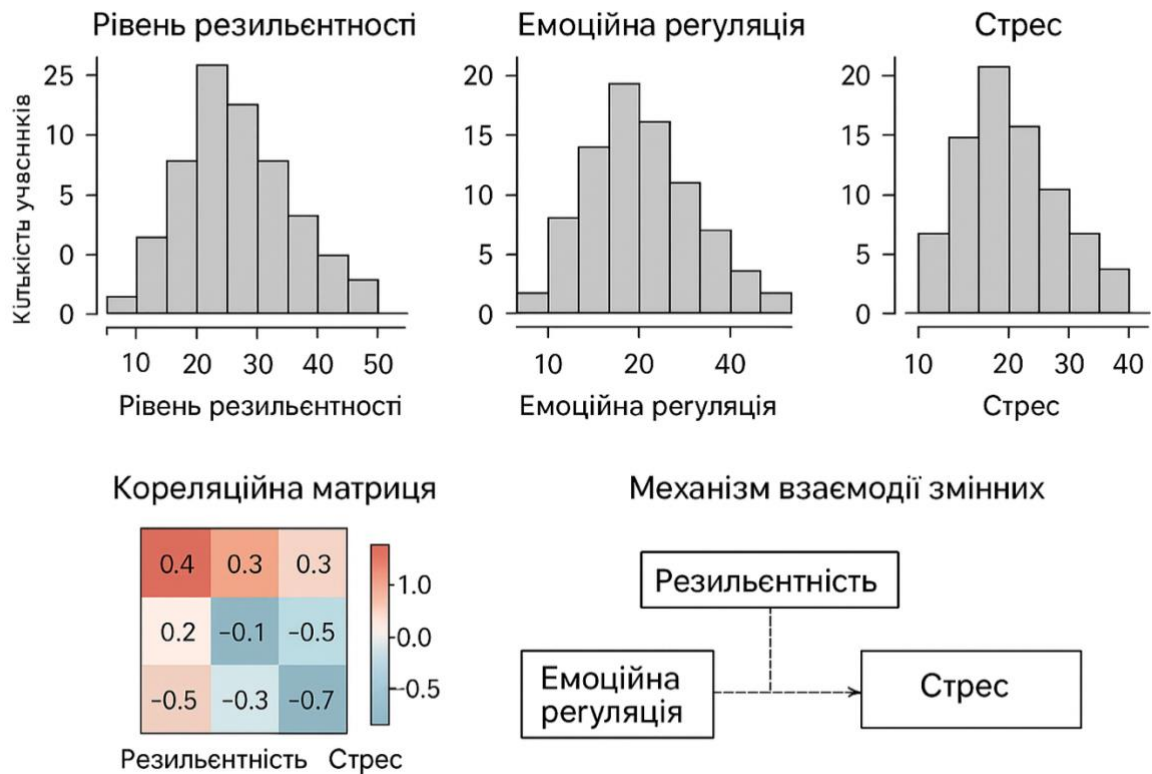 Рівень резильєнтності
Емоційна регуляція
Стрес
Кількість учвсннків
25
10
5
0
0
10 20 30 40 50
Рівень резильєнтності
20
15
10
5
0
10 20 40
Емоційна регуляція
20
15
10
5
0
10 20 30 40
Стрес
Кореляційна матриця
0.4 0.3 0.3
0.2 -0.1 -0.5
-0.5 -0.3 -0.7
1.0
0.0
-0.5
Резильєнтність Стрес
Механізм взаємодії змінних
Резильєнтність
Емоційна
регуляція
Стрес